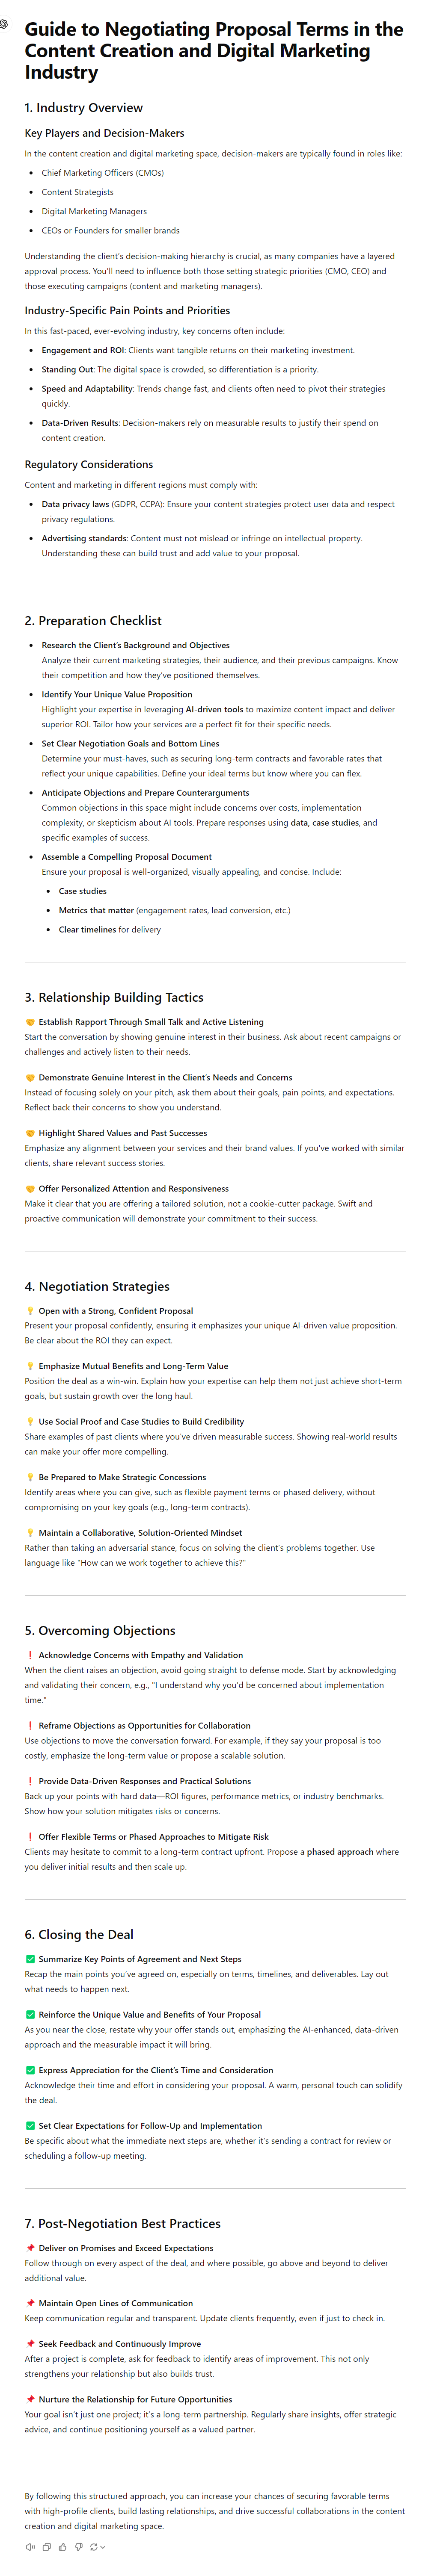 Guide to Negotiating Proposal Terms in the
Content Creation and Digital Marketing
Industry
1. Industry Overview
Key Players and Decision-Makers
In the content creation and digital marketing space, decision-makers are typically found in roles like:
• Chief Marketing Officers (CMOs)
• Content Strategists
• Digital Marketing Managers
• CEOs or Founders for smaller brands
Understanding the client's decision-making hierarchy is crucial, as many companies have a layered
approval process. You'll need to influence both those setting strategic priorities (CMO, CEO) and
those executing campaigns (content and marketing managers).
Industry-Specific Pain Points and Priorities
In this fast-paced, ever-evolving industry, key concerns often include:
• Engagement and ROI: Clients want tangible returns on their marketing investment.
• Standing Out: The digital space is crowded, so differentiation is a priority.
• Speed and Adaptability: Trends change fast, and clients often need to pivot their strategies
quickly.
• Data-Driven Results: Decision-makers rely on measurable results to justify their spend on
content creation.
Regulatory Considerations
Content and marketing in different regions must comply with:
• Data privacy laws (GDPR, CCPA): Ensure your content strategies protect user data and respect
privacy regulations.
• Advertising standards: Content must not mislead or infringe on intellectual property.
Understanding these can build trust and add value to your proposal.
2. Preparation Checklist
• Research the Client's Background and Objectives
Analyze their current marketing strategies, their audience, and their previous campaigns. Know
their competition and how they've positioned themselves.
• Identify Your Unique Value Proposition
Highlight your expertise in leveraging AI-driven tools to maximize content impact and deliver
superior ROI. Tailor how your services are a perfect fit for their specific needs.
• Set Clear Negotiation Goals and Bottom Lines
Determine your must-haves, such as securing long-term contracts and favorable rates that
reflect your unique capabilities. Define your ideal terms but know where you can flex.
• Anticipate Objections and Prepare Counterarguments
Common objections in this space might include concerns over costs, implementation
complexity, or skepticism about AI tools. Prepare responses using data, case studies, and
specific examples of success.
• Assemble a Compelling Proposal Document
Ensure your proposal is well-organized, visually appealing, and concise. Include:
• Case studies
• Metrics that matter (engagement rates, lead conversion, etc.)
• Clear timelines for delivery
3. Relationship Building Tactics
🤝 Establish Rapport Through Small Talk and Active Listening
Start the conversation by showing genuine interest in their business. Ask about recent campaigns or
challenges and actively listen to their needs.
🤝 Demonstrate Genuine Interest in the Client's Needs and Concerns
Instead of focusing solely on your pitch, ask them about their goals, pain points, and expectations.
Reflect back their concerns to show you understand.
🤝 Highlight Shared Values and Past Successes
Emphasize any alignment between your services and their brand values. If you've worked with similar
clients, share relevant success stories.
🤝 Offer Personalized Attention and Responsiveness
Make it clear that you are offering a tailored solution, not a cookie-cutter package. Swift and
proactive communication will demonstrate your commitment to their success.
4. Negotiation Strategies
💡 Open with a Strong, Confident Proposal
Present your proposal confidently, ensuring it emphasizes your unique AI-driven value proposition.
Be clear about the ROI they can expect.
💡 Emphasize Mutual Benefits and Long-Term Value
Position the deal as a win-win. Explain how your expertise can help them not just achieve short-term
goals, but sustain growth over the long haul.
💡 Use Social Proof and Case Studies to Build Credibility
Share examples of past clients where you've driven measurable success. Showing real-world results
can make your offer more compelling.
💡 Be Prepared to Make Strategic Concessions
Identify areas where you can give, such as flexible payment terms or phased delivery, without
compromising on your key goals (e.g., long-term contracts).
💡 Maintain a Collaborative, Solution-Oriented Mindset
Rather than taking an adversarial stance, focus on solving the client's problems together. Use
language like "How can we work together to achieve this?"
5. Overcoming Objections
❗ Acknowledge Concerns with Empathy and Validation
When the client raises an objection, avoid going straight to defense mode. Start by acknowledging
and validating their concern, e.g., "I understand why you'd be concerned about implementation
time."
❗ Reframe Objections as Opportunities for Collaboration
Use objections to move the conversation forward. For example, if they say your proposal is too
costly, emphasize the long-term value or propose a scalable solution.
❗ Provide Data-Driven Responses and Practical Solutions
Back up your points with hard data—ROI figures, performance metrics, or industry benchmarks.
Show how your solution mitigates risks or concerns.
❗ Offer Flexible Terms or Phased Approaches to Mitigate Risk
Clients may hesitate to commit to a long-term contract upfront. Propose a phased approach where
you deliver initial results and then scale up.
6. Closing the Deal
✅ Summarize Key Points of Agreement and Next Steps
Recap the main points you've agreed on, especially on terms, timelines, and deliverables. Lay out
what needs to happen next.
✅ Reinforce the Unique Value and Benefits of Your Proposal
As you near the close, restate why your offer stands out, emphasizing the AI-enhanced, data-driven
approach and the measurable impact it will bring.
✅ Express Appreciation for the Client's Time and Consideration
Acknowledge their time and effort in considering your proposal. A warm, personal touch can solidify
the deal.
✅ Set Clear Expectations for Follow-Up and Implementation
Be specific about what the immediate next steps are, whether it's sending a contract for review or
scheduling a follow-up meeting.
7. Post-Negotiation Best Practices
📌 Deliver on Promises and Exceed Expectations
Follow through on every aspect of the deal, and where possible, go above and beyond to deliver
additional value.
📌 Maintain Open Lines of Communication
Keep communication regular and transparent. Update clients frequently, even if just to check in.
📌 Seek Feedback and Continuously Improve
After a project is complete, ask for feedback to identify areas of improvement. This not only
strengthens your relationship but also builds trust.
📌 Nurture the Relationship for Future Opportunities
Your goal isn't just one project; it's a long-term partnership. Regularly share insights, offer strategic
advice, and continue positioning yourself as a valued partner.
By following this structured approach, you can increase your chances of securing favorable terms
with high-profile clients, build lasting relationships, and drive successful collaborations in the content
creation and digital marketing space.